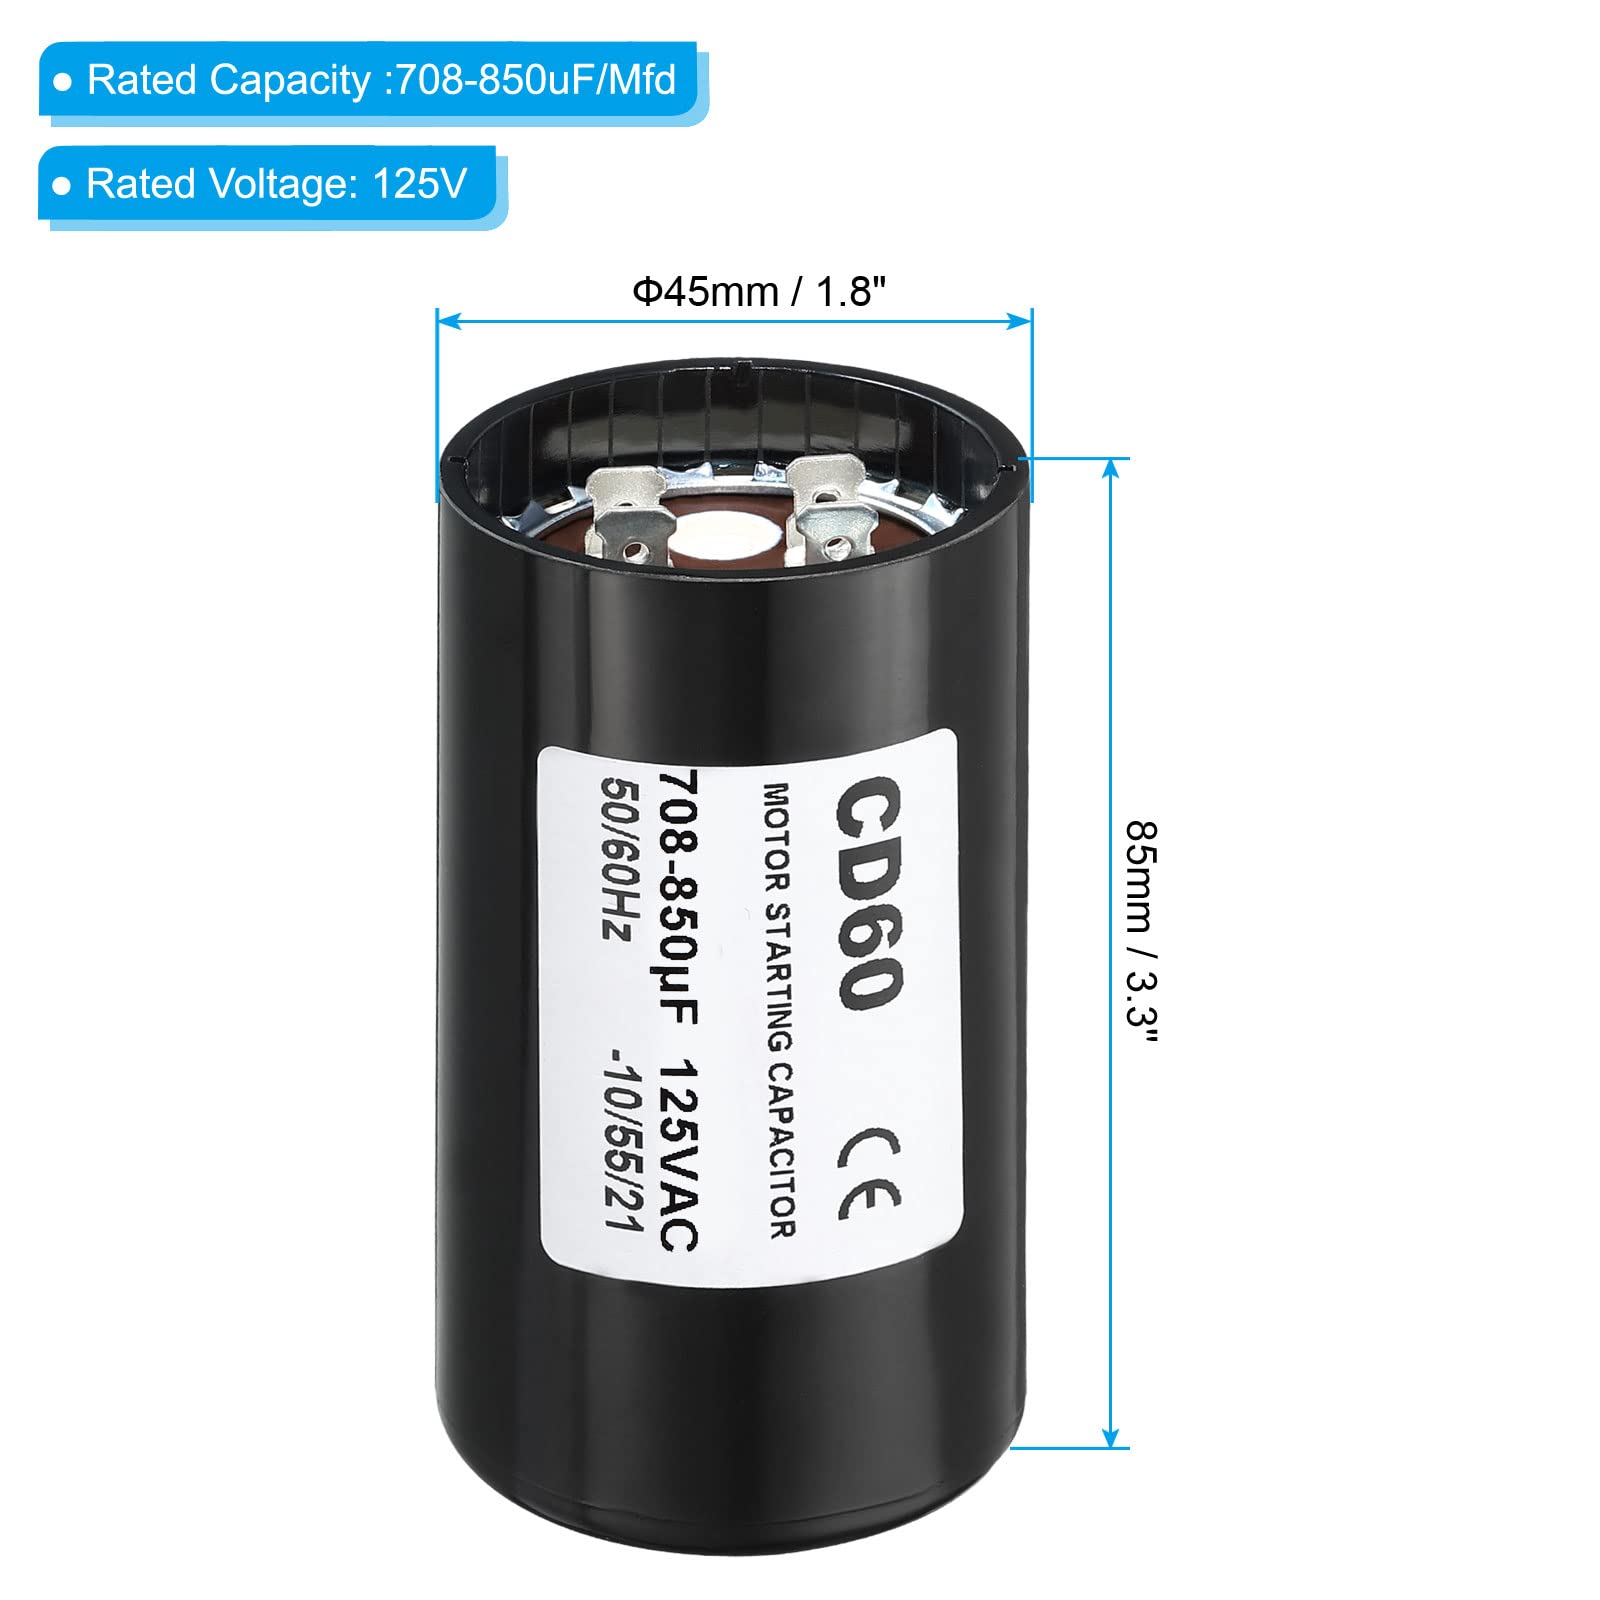 Rated Capacity :708-850uF/Mfd
Rated Voltage: 125V
Φ45mm / 1.8"
85mm / 3.3"
CD60 CE
MOTOR STARTING CAPACITOR
708-850μF 125VAC
50/60Hz -10/55/21